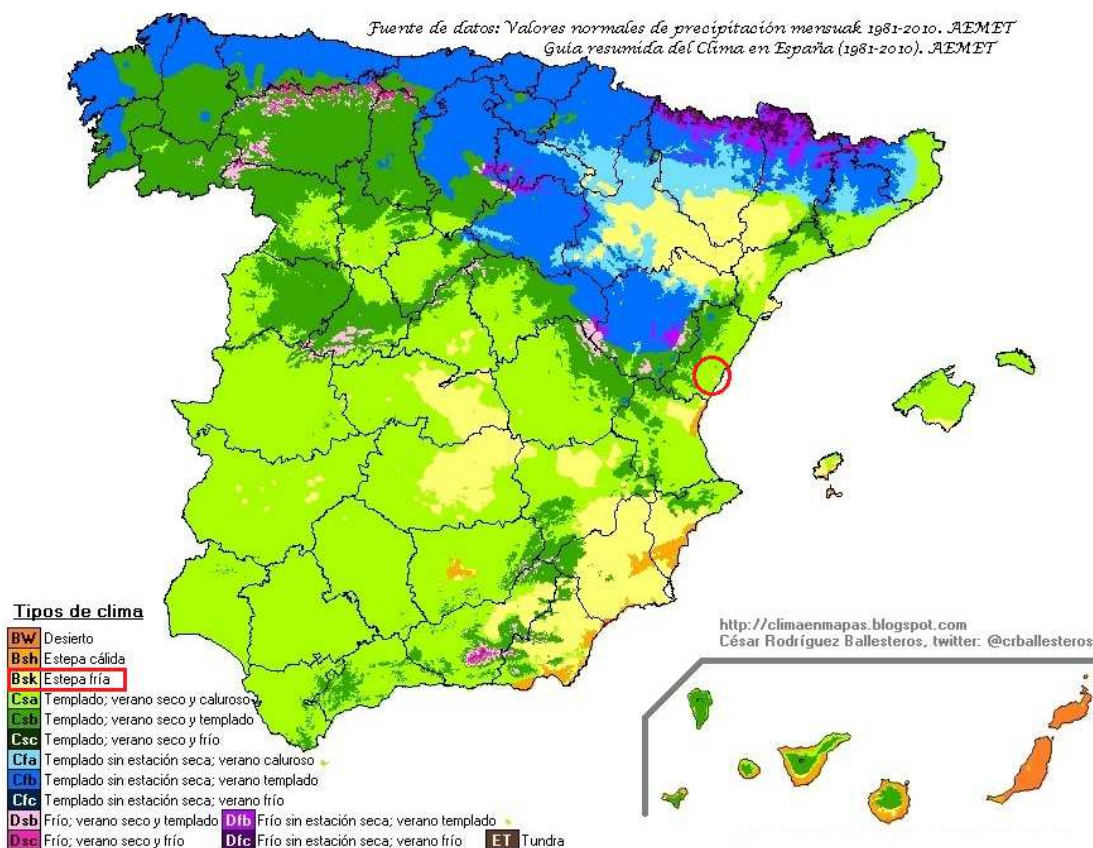 Fuente de datos: Valores normales de precipitación mensuak 1981-2010. AEMET
Guía resumida del Clima en España (1981-2010). AEMET
Tipos de clima
BW Desierto
Bsh Estepa cálida
Bsk Estepa fría
Csa Templado; verano seco y caluroso
Csb Templado; verano seco y templado
Csc Templado; verano seco y frío
Cfa Templado sin estación seca; verano caluroso
Cfb Templado sin estación seca; verano templado
Cfc Templado sin estación seca; verano frío
Dsb Frío; verano seco y templado Dfb Frío sin estación seca; verano templado
Dsc Frío; verano seco y frío Dfc Frío sin estación seca; verano frío ET Tundra
http://climaenmapas.blogspot.com
César Rodríguez Ballesteros, twitter: @crballesteros